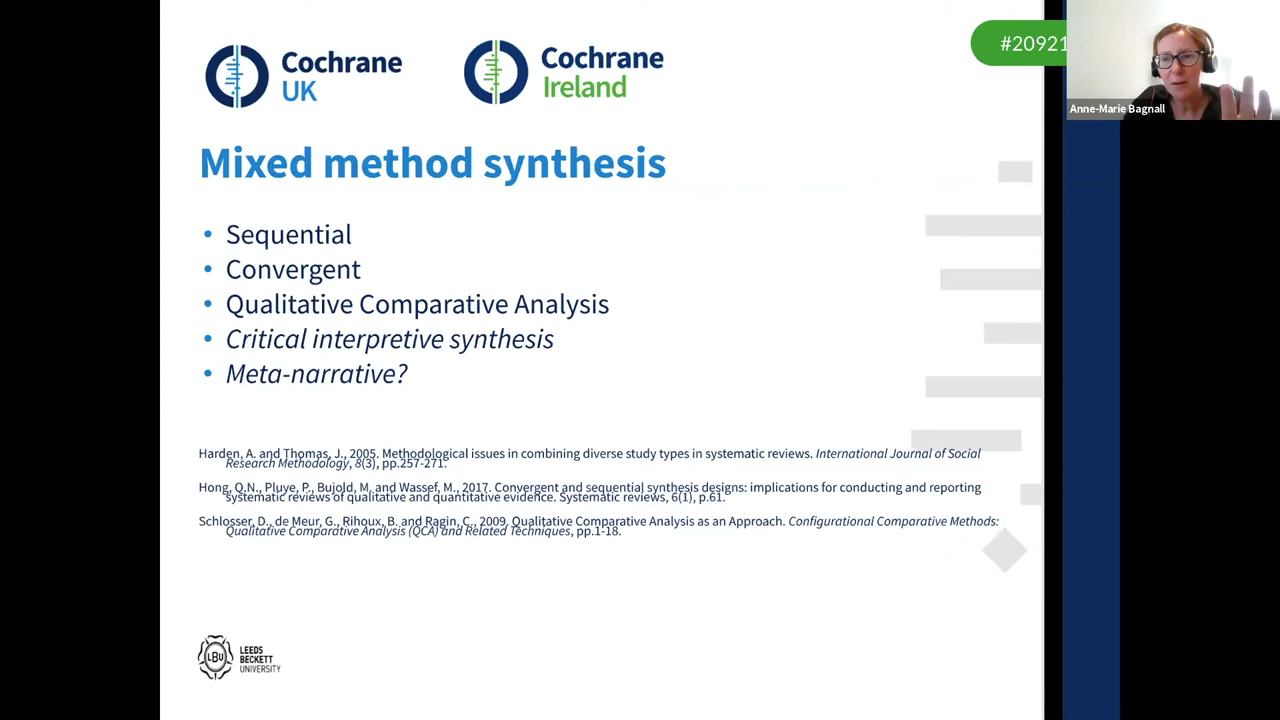 Cochrane
UK
Cochrane
Ireland
#20921
Anne-Marie Bagnall
Mixed method synthesis
• Sequential
• Convergent
• Qualitative Comparative Analysis
• Critical interpretive synthesis
• Meta-narrative?
Harden, A. and Thomas, J., 2005. Methodological issues in combining diverse study types in systematic reviews. International Journal of Social
Research Methodology, 8(3), pp.257-271.
Hong, Q.N., Pluye, P., Bujold, M. and Wassef, M., 2017. Convergent and sequential synthesis designs: implications for conducting and reporting
systematic reviews of qualitative and quantitative evidence. Systematic reviews, 6(1), p.61.
Schlosser, D., de Meur, G., Rihoux, B. and Ragin, C., 2009. Qualitative Comparative Analysis as an Approach. Configurational Comparative Methods:
Qualitative Comparative Analysis (QCA) and Related Techniques, pp.1-18.
LBU
LEEDS
BECKETT
UNIVERSITY